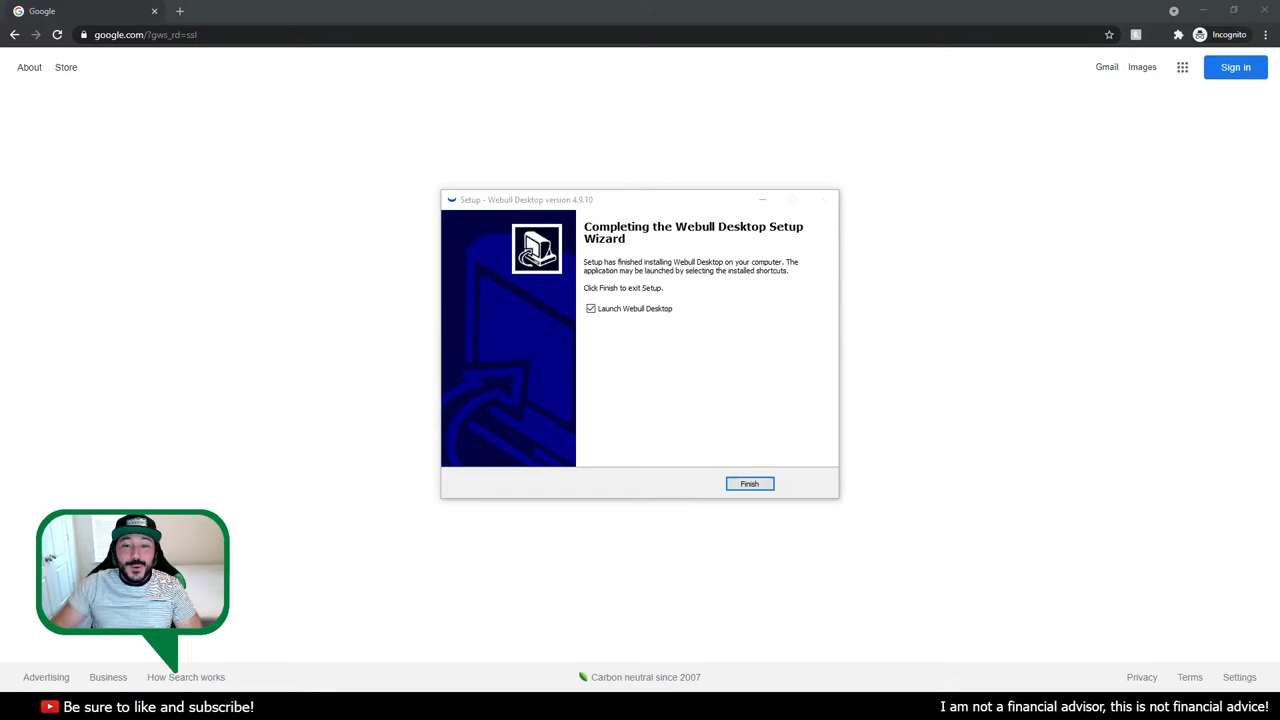 Google
google.com/?gws_rd=ssl
Incognito
About Store
Gmail Images
Sign in
Setup - Webull Desktop version 4.9.10
Completing the Webull Desktop Setup
Wizard
Setup has finished installing Webull Desktop on your computer. The
application may be launched by selecting the installed shortcuts.
Click Finish to exit Setup.
Launch Webull Desktop
Finish
Advertising Business How Search works
Carbon neutral since 2007
Privacy Terms Settings
Be sure to like and subscribe!
I am not a financial advisor, this is not financial advice!